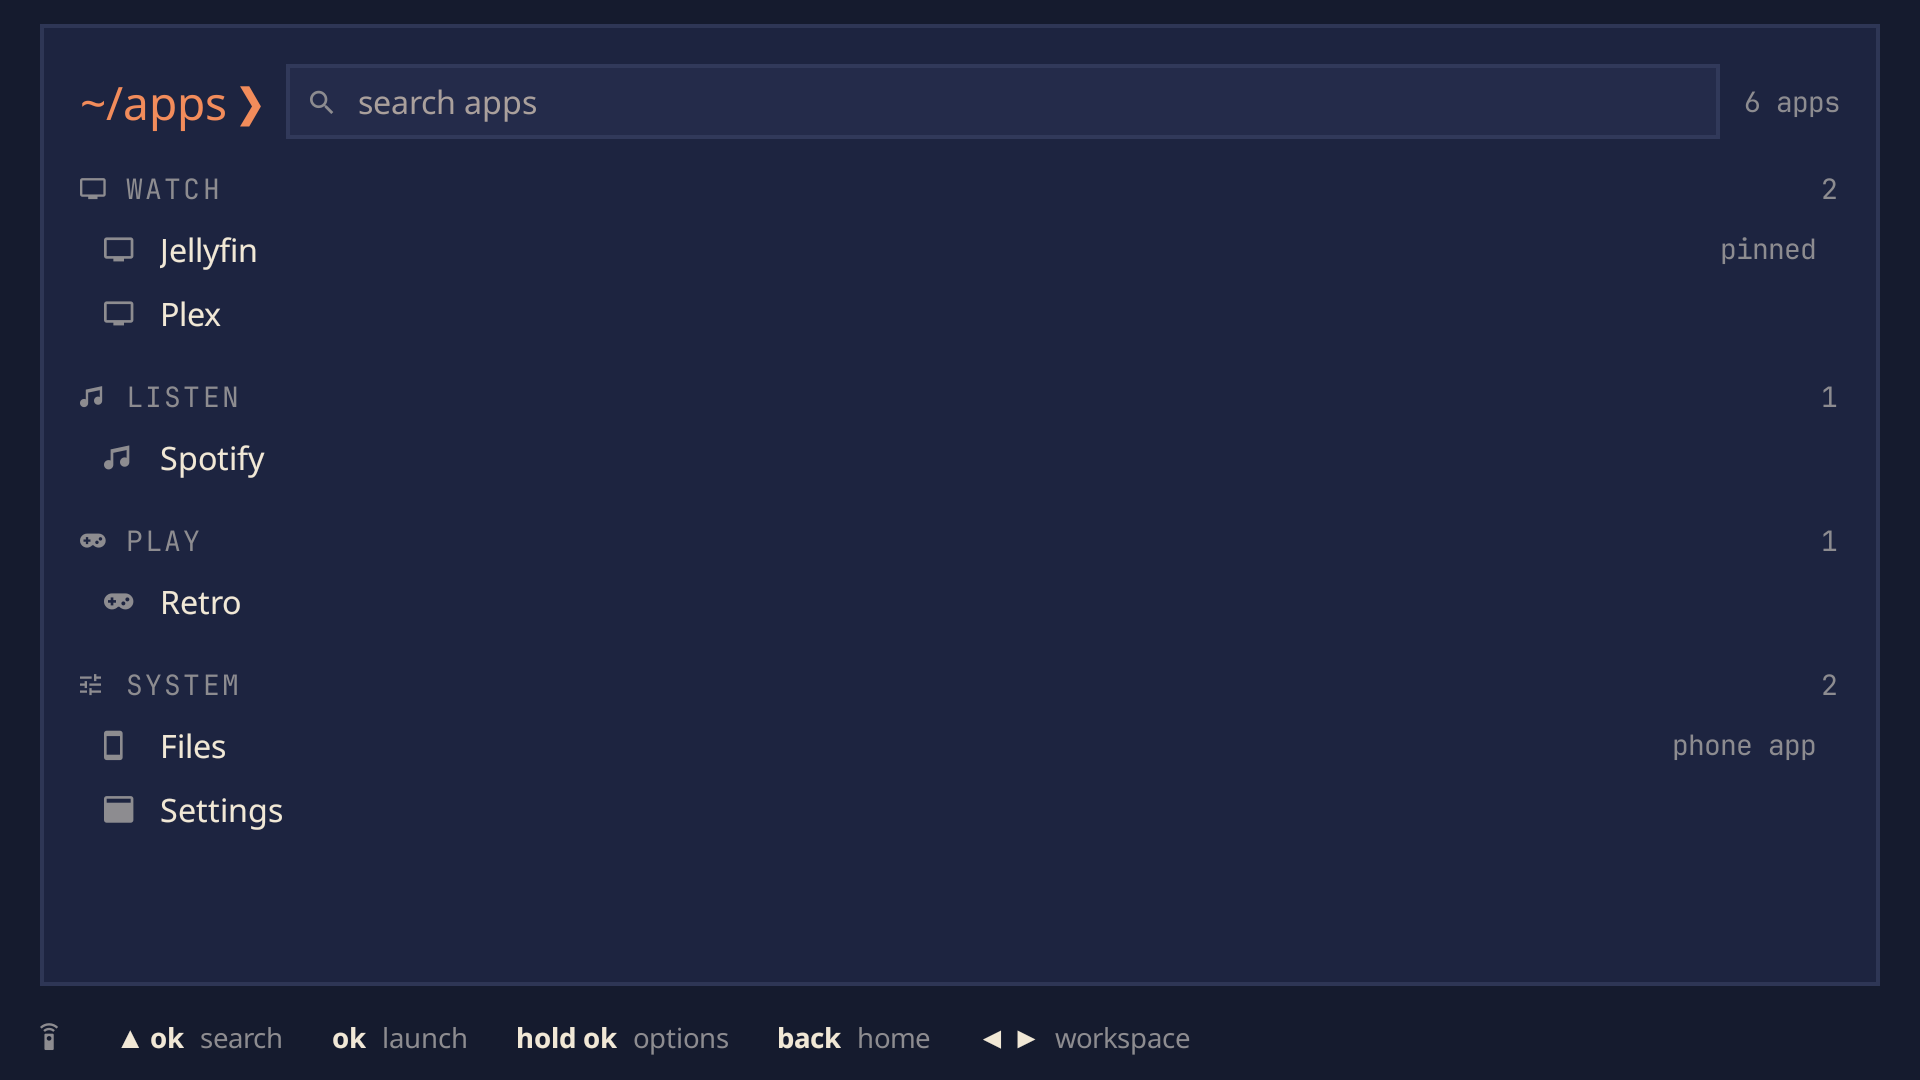 ~/apps ❯ search apps 6 apps
WATCH 2
Jellyfin pinned
Plex
LISTEN 1
Spotify
PLAY 1
Retro
SYSTEM 2
Files phone app
Settings
▲ ok search ok launch hold ok options back home ◀ ▶ workspace